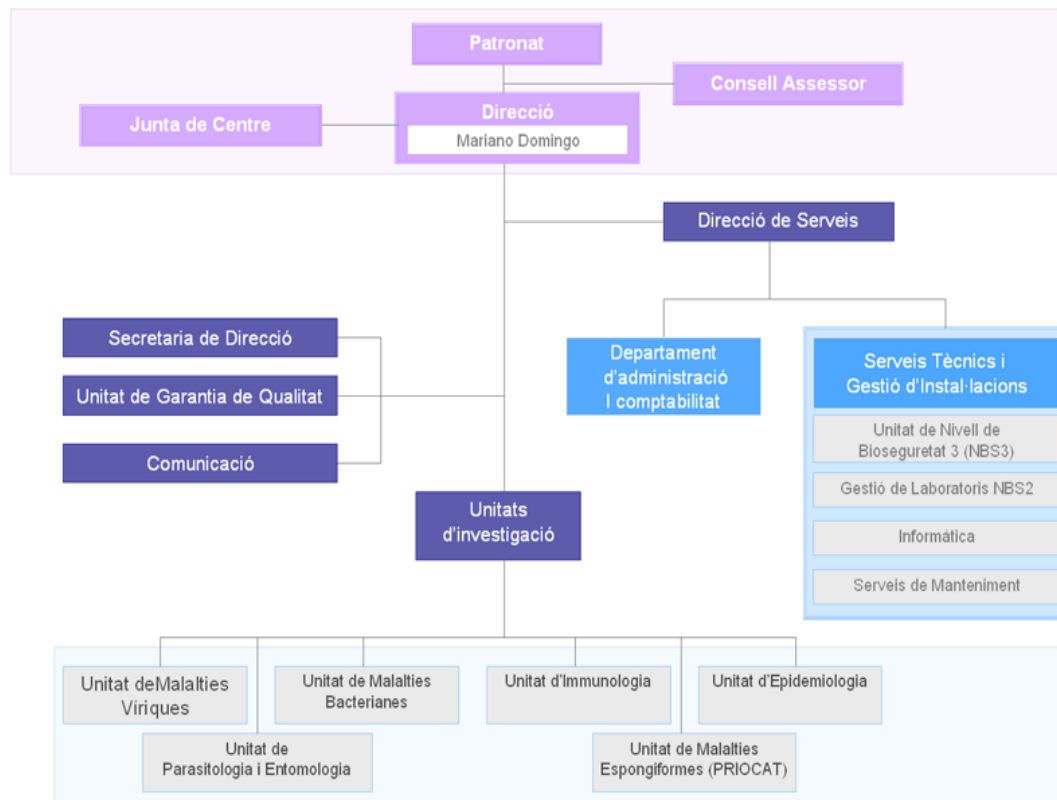 Patronat
Consell Assessor
Direcció
Junta de Centre
Mariano Domingo
Direcció de Serveis
Secretaria de Direcció
Unitat de Garantia de Qualitat
Comunicació
Departament
d'administració
I comptabilitat
Serveis Tècnics i
Gestió d'Instal·lacions
Unitat de Nivell de
Bioseguretat 3 (NBS3)
Gestió de Laboratoris NBS2
Informàtica
Serveis de Manteniment
Unitats
d'investigació
Unitat deMalalties
Víriques
Unitat de Malalties
Bacterianes
Unitat d'Immunologia
Unitat d'Epidemiologia
Unitat de
Parasitologia i Entomologia
Unitat de Malalties
Espongiformes (PRIOCAT)